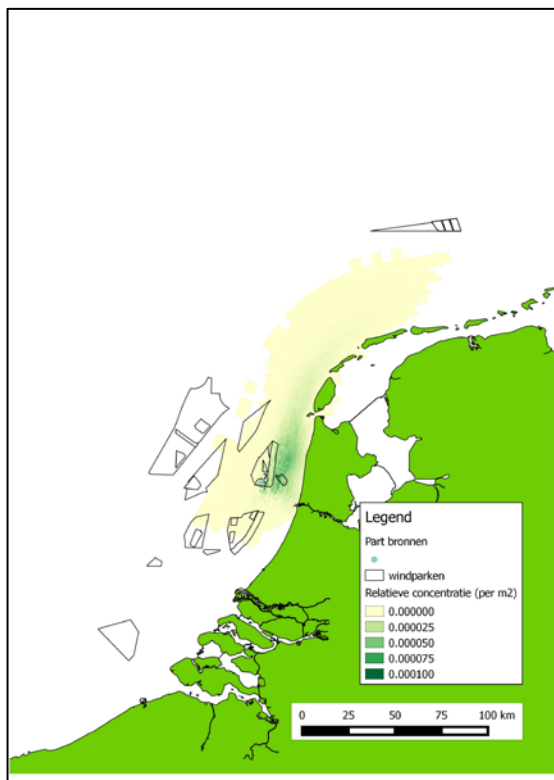 Legend
Part bronnen
windparken
Relatieve concentratie (per m2)
0.000000
0.000025
0.000050
0.000075
0.000100
0 25 50 75 100 km